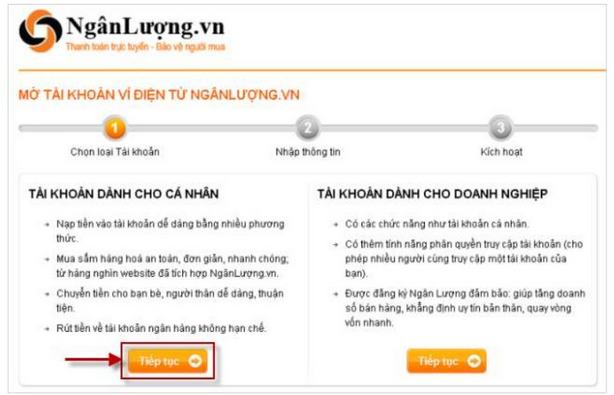 NgânLượng.vn
Thanh toán trực tuyến - Bảo vệ người mua
MỞ TÀI KHOẢN VÍ ĐIỆN TỬ NGÂNLƯỢNG.VN
1
2
3
Chọn loại Tài khoản
Nhập thông tin
Kích hoạt
TÀI KHOẢN DÀNH CHO CÁ NHÂN
Nạp tiền vào tài khoản dễ dàng bằng nhiều phương
thức.
Mua sắm hàng hoá an toàn, đơn giản, nhanh chóng;
từ hàng nghìn website đã tích hợp NgânLượng.vn.
Chuyển tiền cho bạn bè, người thân dễ dàng, thuận
tiện.
Rút tiền về tài khoản ngân hàng không hạn chế.
Tiếp tục
TÀI KHOẢN DÀNH CHO DOANH NGHIỆP
Có các chức năng như tài khoản cá nhân.
Có thêm tính năng phân quyền truy cập tài khoản (cho
phép nhiều người cùng truy cập một tài khoản của
bạn).
Được đăng ký Ngân Lượng đảm bảo: giúp tăng doanh
số bán hàng, khẳng định uy tín bản thân, quay vòng
vốn nhanh.
Tiếp tục